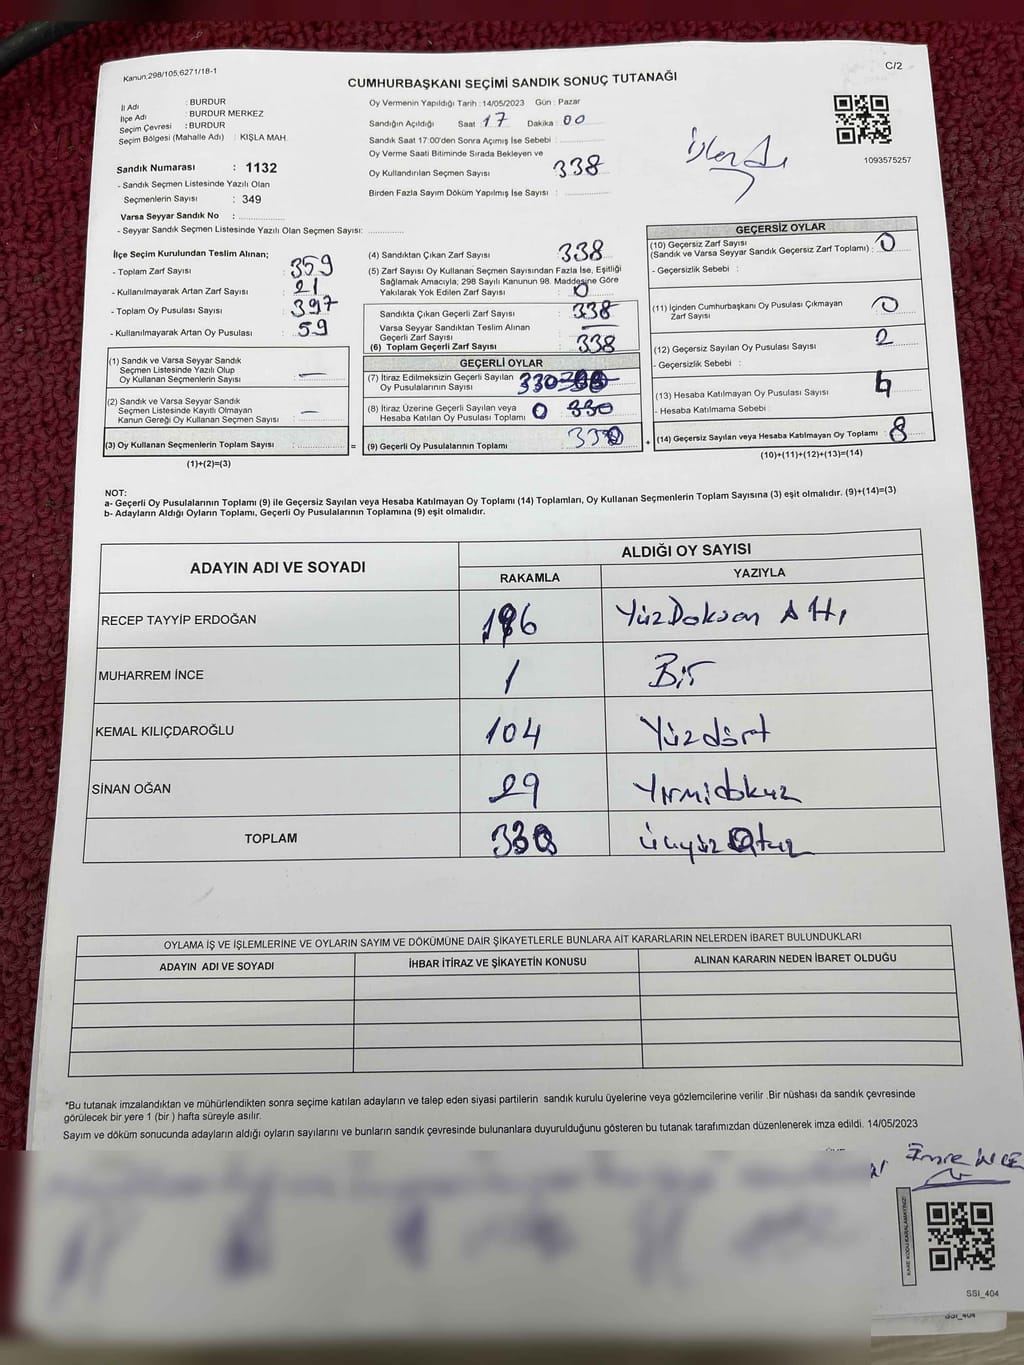 Kanun:298/105;6271/18-1
C/2
CUMHURBAŞKANI SEÇİMİ SANDIK SONUÇ TUTANAĞI
İl Adı : BURDUR
İlçe Adı : BURDUR MERKEZ
Seçim Çevresi : BURDUR
Seçim Bölgesi (Mahalle Adı) : KIŞLA MAH.
Sandık Numarası : 1132
- Sandık Seçmen Listesinde Yazılı Olan
Seçmenlerin Sayısı : 349
Varsa Seyyar Sandık No :
- Seyyar Sandık Seçmen Listesinde Yazılı Olan Seçmen Sayısı:
Oy Vermenin Yapıldığı Tarih : 14/05/2023 Gün : Pazar
Sandığın Açıldığı Saat 17 Dakika 00
Sandık Saat 17:00'den Sonra Açımış İse Sebebi :
Oy Verme Saati Bitiminde Sırada Bekleyen ve
Oy Kullandırılan Seçmen Sayısı : 338
Birden Fazla Sayım Döküm Yapılmış İse Sayısı :
1093575257
İlçe Seçim Kurulundan Teslim Alınan;
- Toplam Zarf Sayısı : 359
- Kullanılmayarak Artan Zarf Sayısı : 21
- Toplam Oy Pusulası Sayısı : 397
- Kullanılmayarak Artan Oy Pusulası : 59
(1) Sandık ve Varsa Seyyar Sandık
Seçmen Listesinde Yazılı Olup
Oy Kullanan Seçmenlerin Sayısı : —
(2) Sandık ve Varsa Seyyar Sandık
Seçmen Listesinde Kayıtlı Olmayan
Kanun Gereği Oy Kullanan Seçmen Sayısı : —
(3) Oy Kullanan Seçmenlerin Toplam Sayısı :
(1)+(2)=(3)
(4) Sandıktan Çıkan Zarf Sayısı : 338
(5) Zarf Sayısı Oy Kullanan Seçmen Sayısından Fazla İse, Eşitliği
Sağlamak Amacıyla; 298 Sayılı Kanunun 98. Maddesine Göre
Yakılarak Yok Edilen Zarf Sayısı : 0
Sandıkta Çıkan Geçerli Zarf Sayısı : 338
Varsa Seyyar Sandıktan Teslim Alınan
Geçerli Zarf Sayısı : —
(6) Toplam Geçerli Zarf Sayısı : 338
GEÇERLİ OYLAR
(7) İtiraz Edilmeksizin Geçerli Sayılan
Oy Pusulalarının Sayısı : 330
(8) İtiraz Üzerine Geçerli Sayılan veya
Hesaba Katılan Oy Pusulası Toplamı : 0 330
(9) Geçerli Oy Pusulalarının Toplamı : 330
GEÇERSİZ OYLAR
(10) Geçersiz Zarf Sayısı
(Sandık ve Varsa Seyyar Sandık Geçersiz Zarf Toplamı) : 0
- Geçersizlik Sebebi :
(11) İçinden Cumhurbaşkanı Oy Pusulası Çıkmayan
Zarf Sayısı : 0
(12) Geçersiz Sayılan Oy Pusulası Sayısı : 2
- Geçersizlik Sebebi :
(13) Hesaba Katılmayan Oy Pusulası Sayısı : 6
- Hesaba Katılmama Sebebi
(14) Geçersiz Sayılan veya Hesaba Katılmayan Oy Toplamı : 8
(10)+(11)+(12)+(13)=(14)
NOT:
a- Geçerli Oy Pusulalarının Toplamı (9) ile Geçersiz Sayılan veya Hesaba Katılmayan Oy Toplamı (14) Toplamları, Oy Kullanan Seçmenlerin Toplam Sayısına (3) eşit olmalıdır. (9)+(14)=(3)
b- Adayların Aldığı Oyların Toplamı, Geçerli Oy Pusulalarının Toplamına (9) eşit olmalıdır.
ADAYIN ADI VE SOYADI ALDIĞI OY SAYISI
RAKAMLA YAZIYLA
RECEP TAYYİP ERDOĞAN 196 YüzDoksan Altı
MUHARREM İNCE 1 Bir
KEMAL KILIÇDAROĞLU 104 Yüzdört
SİNAN OĞAN 29 Yirmidokuz
TOPLAM 330 Üçyüz Otuz
OYLAMA İŞ VE İŞLEMLERİNE VE OYLARIN SAYIM VE DÖKÜMÜNE DAİR ŞİKAYETLERLE BUNLARA AİT KARARLARIN NELERDEN İBARET BULUNDUKLARI
ADAYIN ADI VE SOYADI İHBAR İTİRAZ VE ŞİKAYETİN KONUSU ALINAN KARARIN NEDEN İBARET OLDUĞU
*Bu tutanak imzalandıktan ve mühürlendikten sonra seçime katılan adayların ve talep eden siyasi partilerin sandık kurulu üyelerine veya gözlemcilerine verilir .Bir nüshası da sandık çevresinde
görülecek bir yere 1 (bir ) hafta süreyle asılır.
Sayım ve döküm sonucunda adayların aldığı oyların sayılarını ve bunların sandık çevresinde bulunanlara duyurulduğunu gösteren bu tutanak tarafımızdan düzenlenerek imza edildi. 14/05/2023
Emre İNCE
KARE KODU KARALAMAYINIZ!
SSI_404
SSI_404